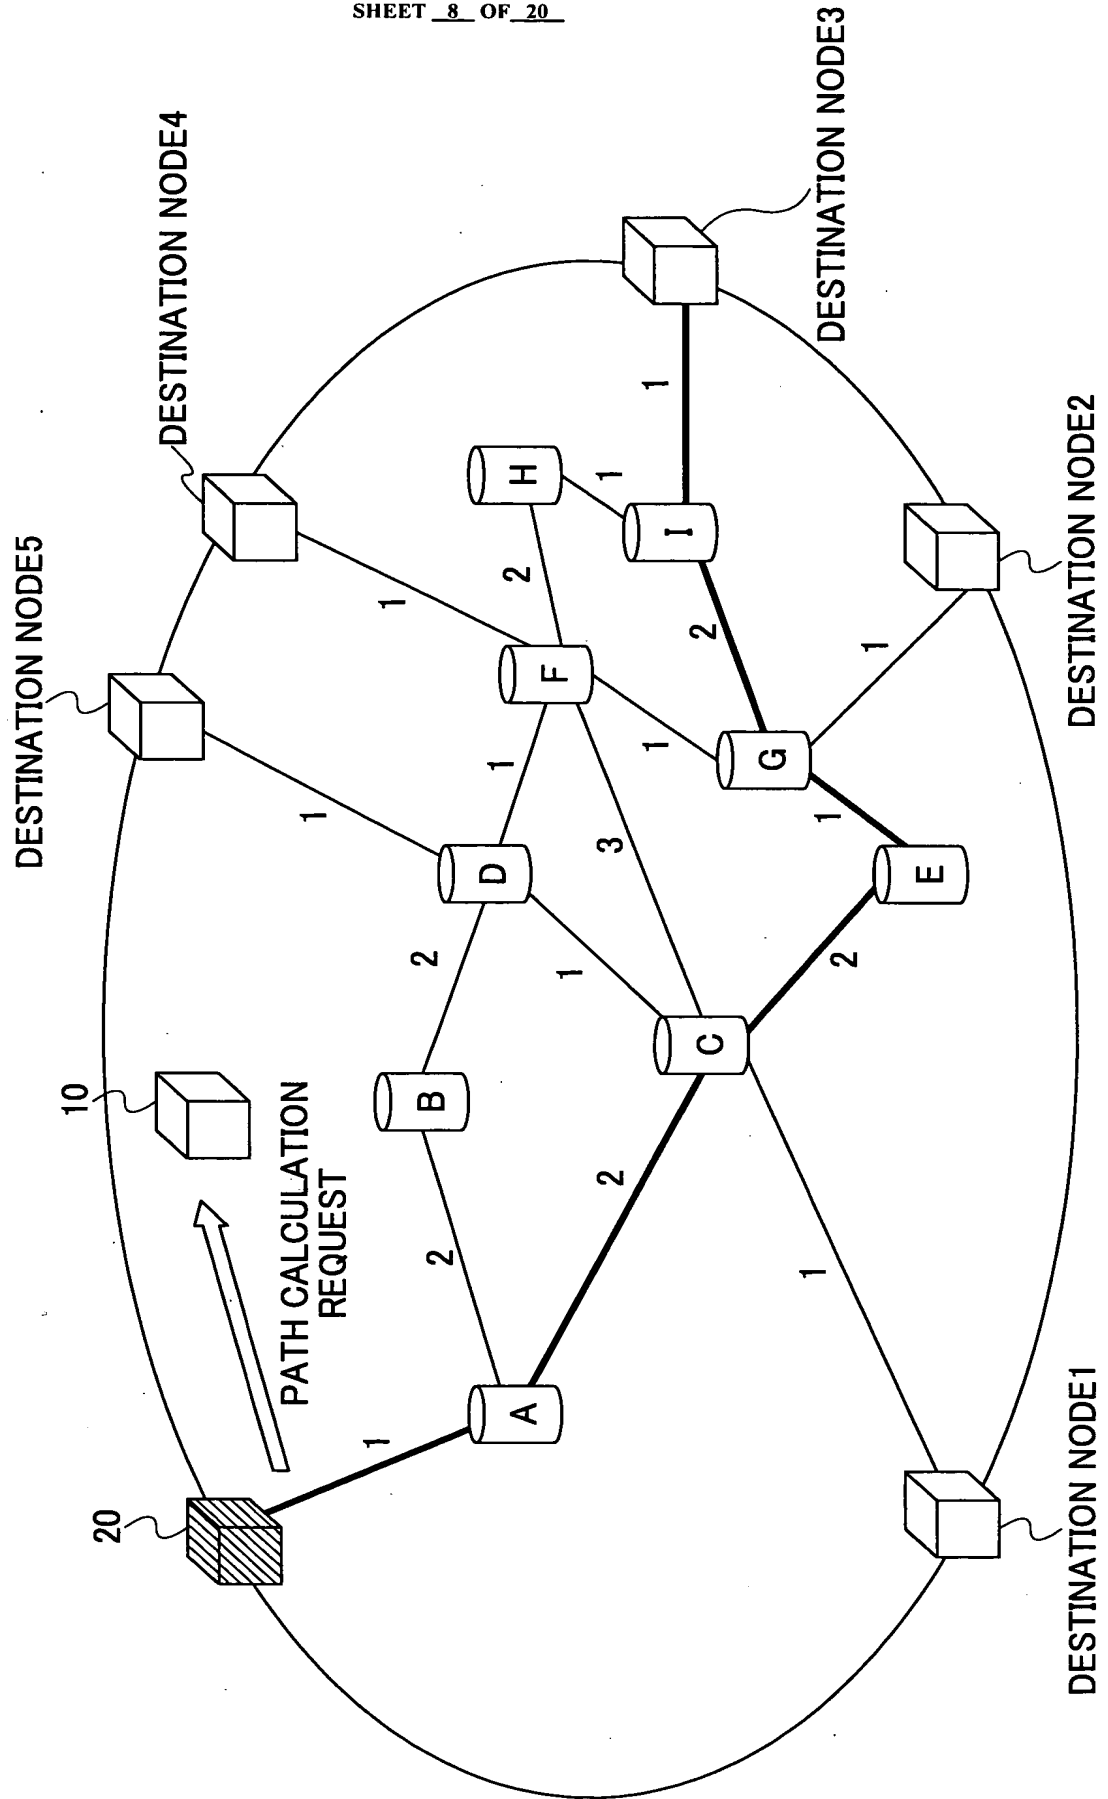 SHEET 8 OF 20
DESTINATION NODE5
DESTINATION NODE4
DESTINATION NODE3
DESTINATION NODE2
DESTINATION NODE1
20
10
PATH CALCULATION
REQUEST
A
B
C
D
E
F
G
H
I
1
2
2
2
1
1
1
2
3
1
1
1
2
1
2
1
1
1